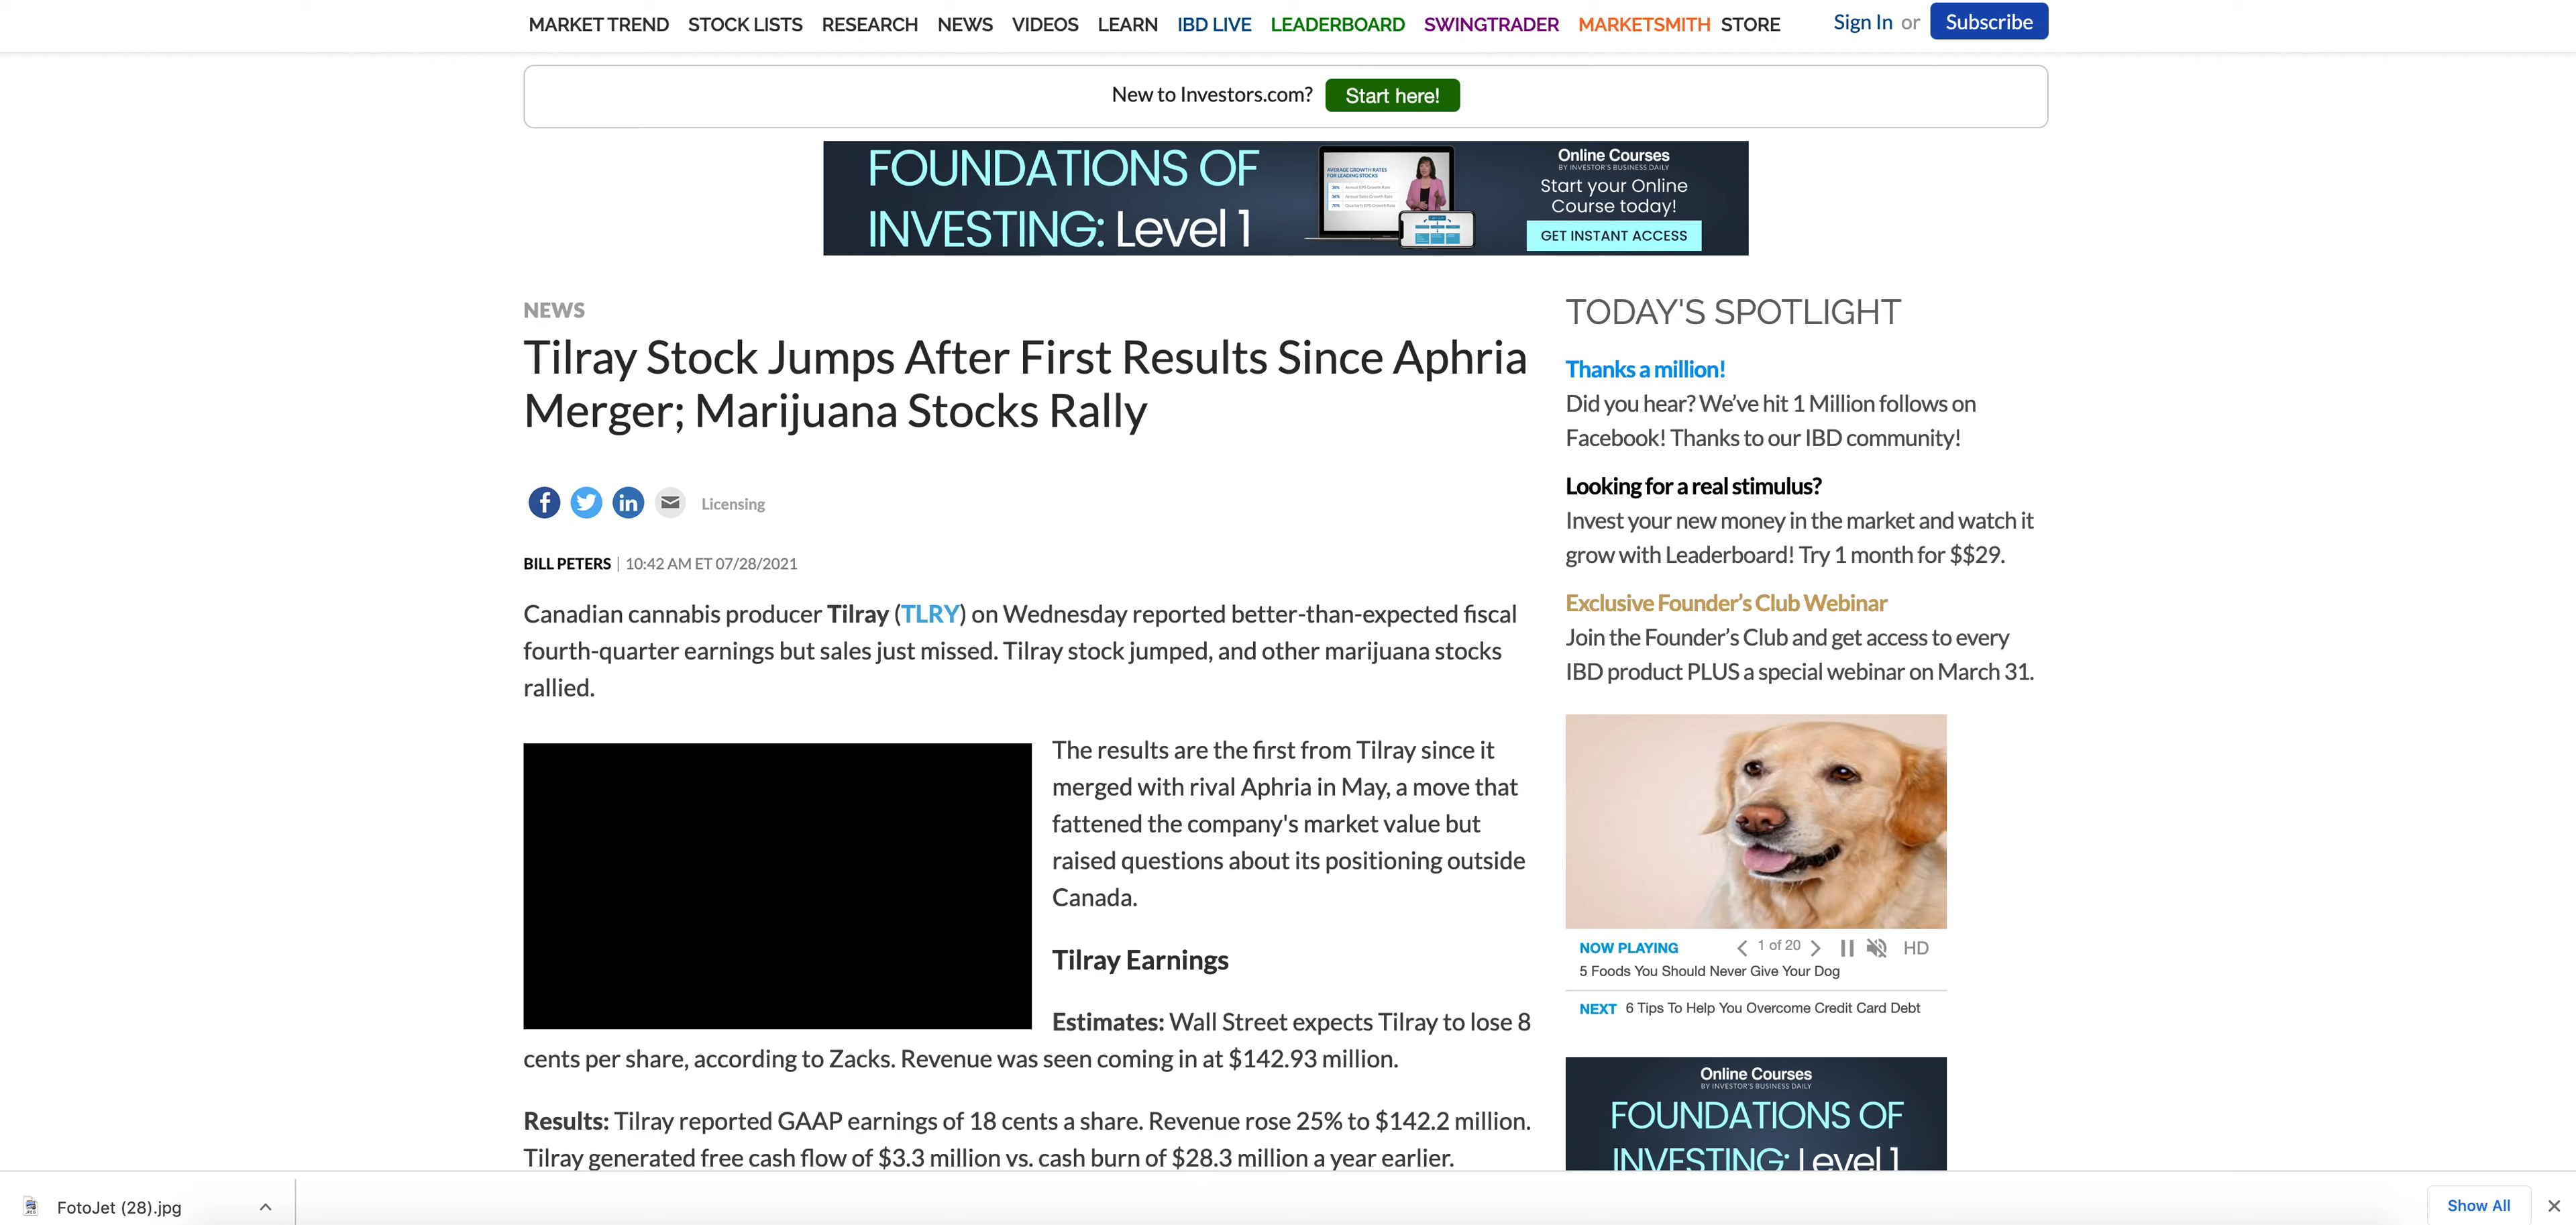 MARKET TREND STOCK LISTS RESEARCH NEWS VIDEOS LEARN IBD LIVE LEADERBOARD SWINGTRADER MARKETSMITH STORE Sign In or Subscribe
New to Investors.com? Start here!
FOUNDATIONS OF
INVESTING: Level 1
AVERAGE GROWTH RATES
FOR LEADING STOCKS
Online Courses
BY INVESTOR'S BUSINESS DAILY
Start your Online
Course today!
GET INSTANT ACCESS
NEWS
Tilray Stock Jumps After First Results Since Aphria
Merger; Marijuana Stocks Rally
Licensing
BILL PETERS | 10:42 AM ET 07/28/2021
Canadian cannabis producer Tilray (TLRY) on Wednesday reported better-than-expected fiscal
fourth-quarter earnings but sales just missed. Tilray stock jumped, and other marijuana stocks
rallied.
The results are the first from Tilray since it
merged with rival Aphria in May, a move that
fattened the company's market value but
raised questions about its positioning outside
Canada.
Tilray Earnings
Estimates: Wall Street expects Tilray to lose 8
cents per share, according to Zacks. Revenue was seen coming in at $142.93 million.
Results: Tilray reported GAAP earnings of 18 cents a share. Revenue rose 25% to $142.2 million.
Tilray generated free cash flow of $3.3 million vs. cash burn of $28.3 million a year earlier.
TODAY'S SPOTLIGHT
Thanks a million!
Did you hear? We’ve hit 1 Million follows on
Facebook! Thanks to our IBD community!
Looking for a real stimulus?
Invest your new money in the market and watch it
grow with Leaderboard! Try 1 month for $$29.
Exclusive Founder’s Club Webinar
Join the Founder’s Club and get access to every
IBD product PLUS a special webinar on March 31.
NOW PLAYING 1 of 20 HD
5 Foods You Should Never Give Your Dog
NEXT 6 Tips To Help You Overcome Credit Card Debt
Online Courses
BY INVESTOR'S BUSINESS DAILY
FOUNDATIONS OF
INVESTING: Level 1
FotoJet (28).jpg
Show All